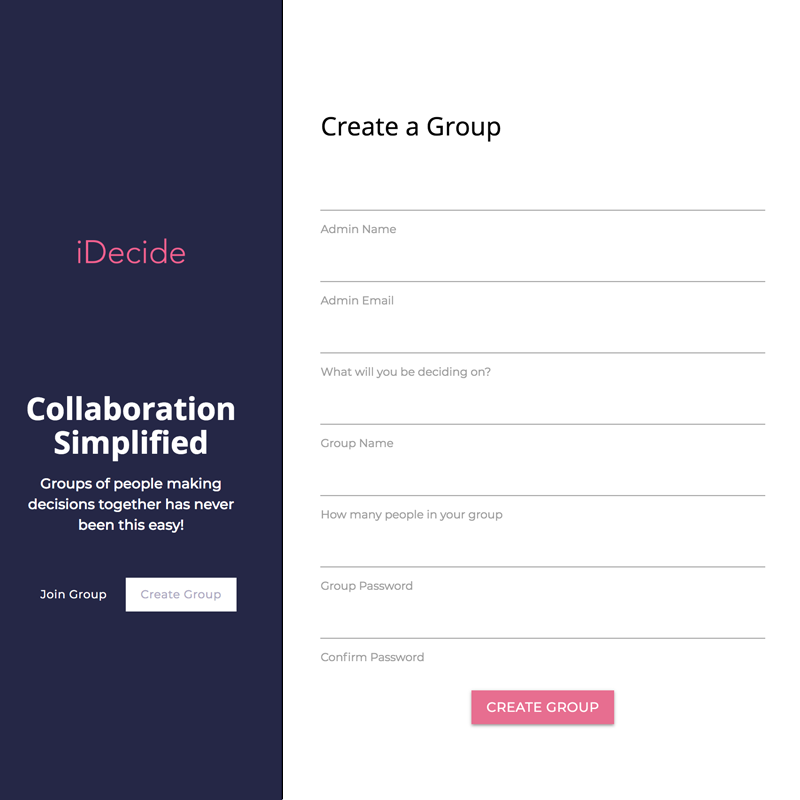 iDecide
Collaboration
Simplified
Groups of people making
decisions together has never
been this easy!
Join Group
Create Group
Create a Group
Admin Name
Admin Email
What will you be deciding on?
Group Name
How many people in your group
Group Password
Confirm Password
CREATE GROUP